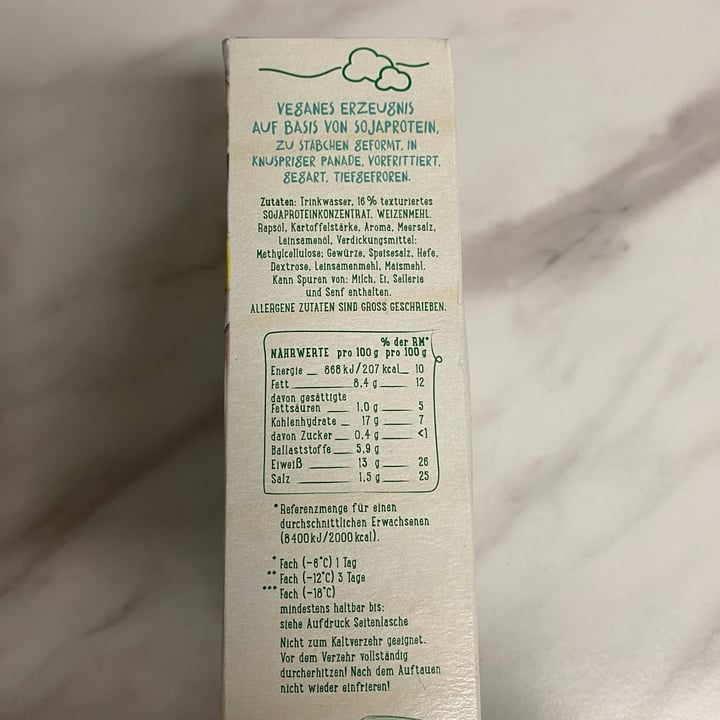 VEGANES ERZEUGNIS
AUF BASIS VON SOJAPROTEIN,
ZU STÄBCHEN GEFORMT, IN
KNUSPRIGER PANADE, VORFRITTIERT,
GEGART, TIEFGEFROREN.
Zutaten: Trinkwasser, 16 % texturiertes
SOJAPROTEINKONZENTRAT, WEIZENMEHL,
Rapsöl, Kartoffelstärke, Aroma, Meersalz,
Leinsamenöl, Verdickungsmittel:
Methylcellulose; Gewürze, Speisesalz, Hefe,
Dextrose, Leinsamenmehl, Maismehl.
Kann Spuren von: Milch, Ei, Sellerie
und Senf enthalten.
ALLERGENE ZUTATEN SIND GROSS GESCHRIEBEN.
% der RM*
NÄHRWERTE pro 100 g pro 100 g
Energie 868 kJ/207 kcal 10
Fett 8,4 g 12
davon gesättigte
Fettsäuren 1,0 g 5
Kohlenhydrate 17 g 7
davon Zucker 0,4 g <1
Ballaststoffe 5,9 g
Eiweiß 13 g 26
Salz 1,5 g 25
*Referenzmenge für einen
durchschnittlichen Erwachsenen
(8400 kJ/2000 kcal).
* Fach (-6°C) 1 Tag
** Fach (-12°C) 3 Tage
*** Fach (-18°C)
mindestens haltbar bis:
siehe Aufdruck Seitenlasche
Nicht zum Kaltverzehr geeignet.
Vor dem Verzehr vollständig
durcherhitzen! Nach dem Auftauen
nicht wieder einfrieren!